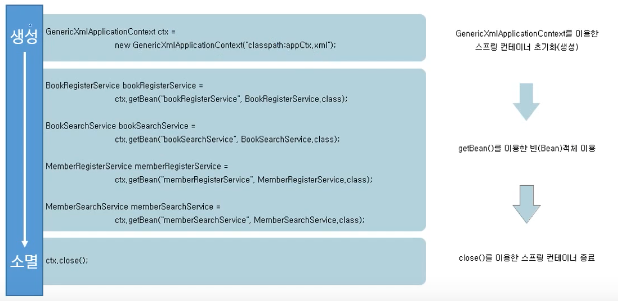 생성
GenericXmlApplicationContext ctx =
new GenericXmlApplicationContext("classpath:appCtx.xml");
GenericXmlApplicationContext를 이용한
스프링 컨테이너 초기화(생성)
BookRegisterService bookRegisterService =
ctx.getBean("bookRegisterService", BookRegisterService.class);
BookSearchService bookSearchService =
ctx.getBean("bookSearchService", BookSearchService.class);
MemberRegisterService memberRegisterService =
ctx.getBean("memberRegisterService", MemberRegisterService.class);
MemberSearchService memberSearchService =
ctx.getBean("memberSearchService", MemberSearchService.class);
getBean()를 이용한 빈(Bean)객체 이용
소멸
ctx.close();
close()를 이용한 스프링 컨테이너 종료